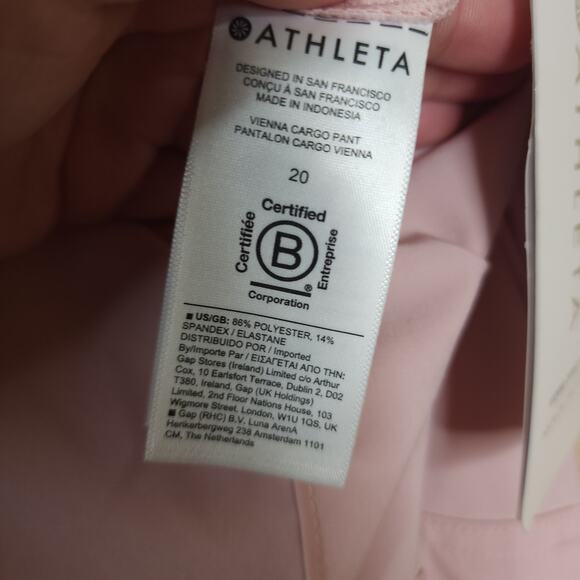 ATHLETA
DESIGNED IN SAN FRANCISCO
CONÇU À SAN FRANCISCO
MADE IN INDONESIA
VIENNA CARGO PANT
PANTALON CARGO VIENNA
20
Certified
Certifiée
B
Entreprise
®
Corporation
■ US/GB: 86% POLYESTER, 14%
SPANDEX / ELASTANE
DISTRIBUIDO POR / Imported
By/Importe Par / ΕΙΣΑΓΕΤΑΙ ΑΠΟ ΤΗΝ:
Gap Stores (Ireland) Limited c/o Arthur
Cox, 10 Earlsfort Terrace, Dublin 2, D02
T380, Ireland, Gap (UK Holdings)
Limited, 2nd Floor Nations House, 103
Wigmore Street, London, W1U 1QS, UK
■ Gap (RHC) B.V. Luna ArenA
Herikerbergweg 238 Amsterdam 1101
CM, The Netherlands